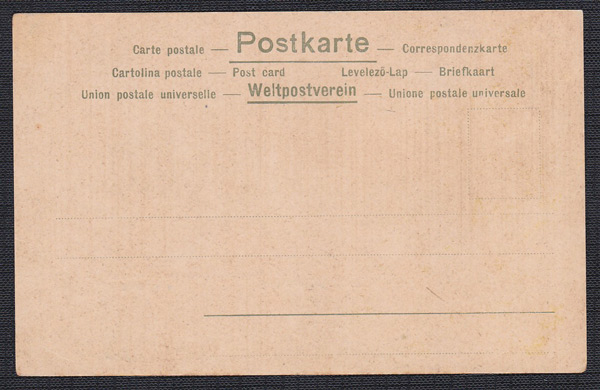 Carte postale — Postkarte — Correspondenzkarte
Cartolina postale — Post card Levelező-Lap — Briefkaart
Union postale universelle — Weltpostverein — Unione postale universale